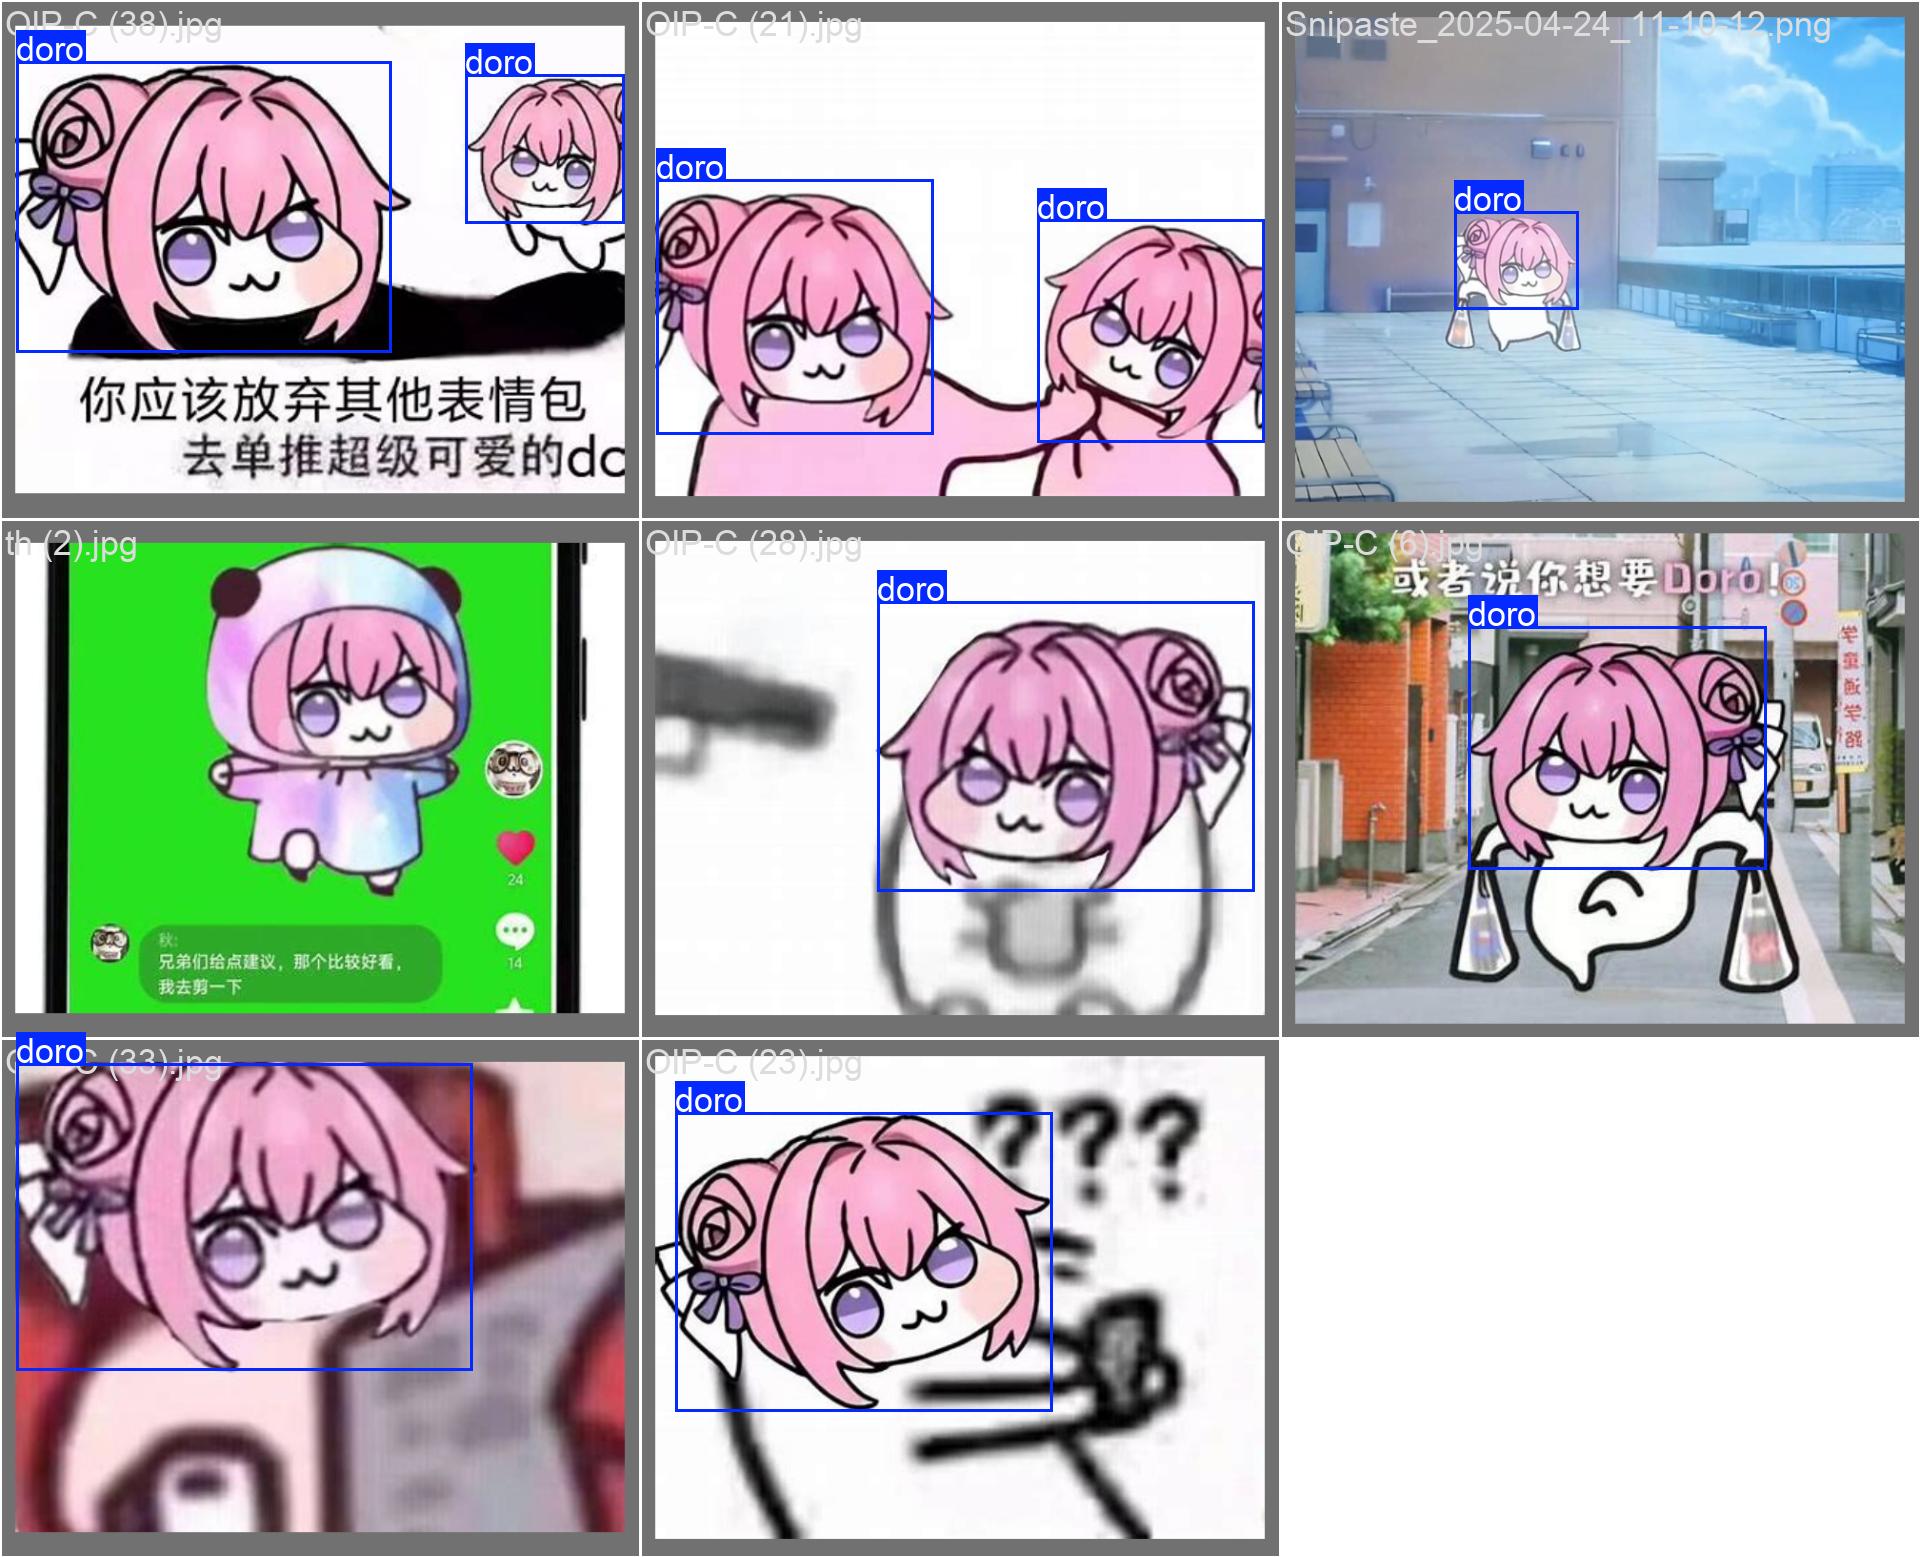 OIP-C (38).jpg
doro
doro
你应该放弃其他表情包
去单推超级可爱的do
OIP-C (21).jpg
doro
doro
Snipaste_2025-04-24_11-10-12.png
doro
th (2).jpg
24
14
秋:
兄弟们给点建议，那个比较好看，
我去剪一下
OIP-C (28).jpg
doro
OIP-C (6).jpg
或者说你想要Doro!
doro
OIP-C (33).jpg
doro
OIP-C (23).jpg
doro
???